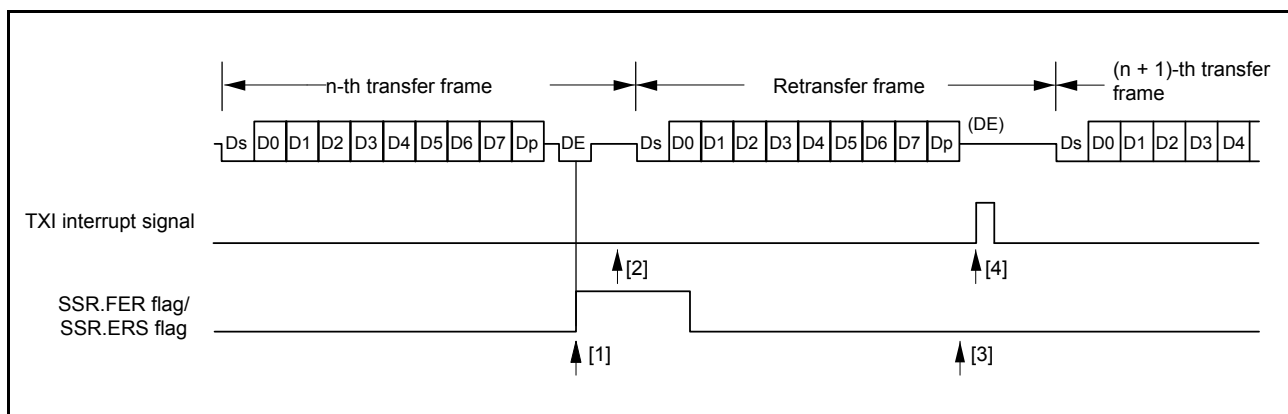 n-th transfer frame
Retransfer frame
(n + 1)-th transfer
frame
Ds D0 D1 D2 D3 D4 D5 D6 D7 Dp DE Ds D0 D1 D2 D3 D4 D5 D6 D7 Dp (DE) Ds D0 D1 D2 D3 D4
TXI interrupt signal
[2]
[4]
SSR.FER flag/
SSR.ERS flag
[1]
[3]